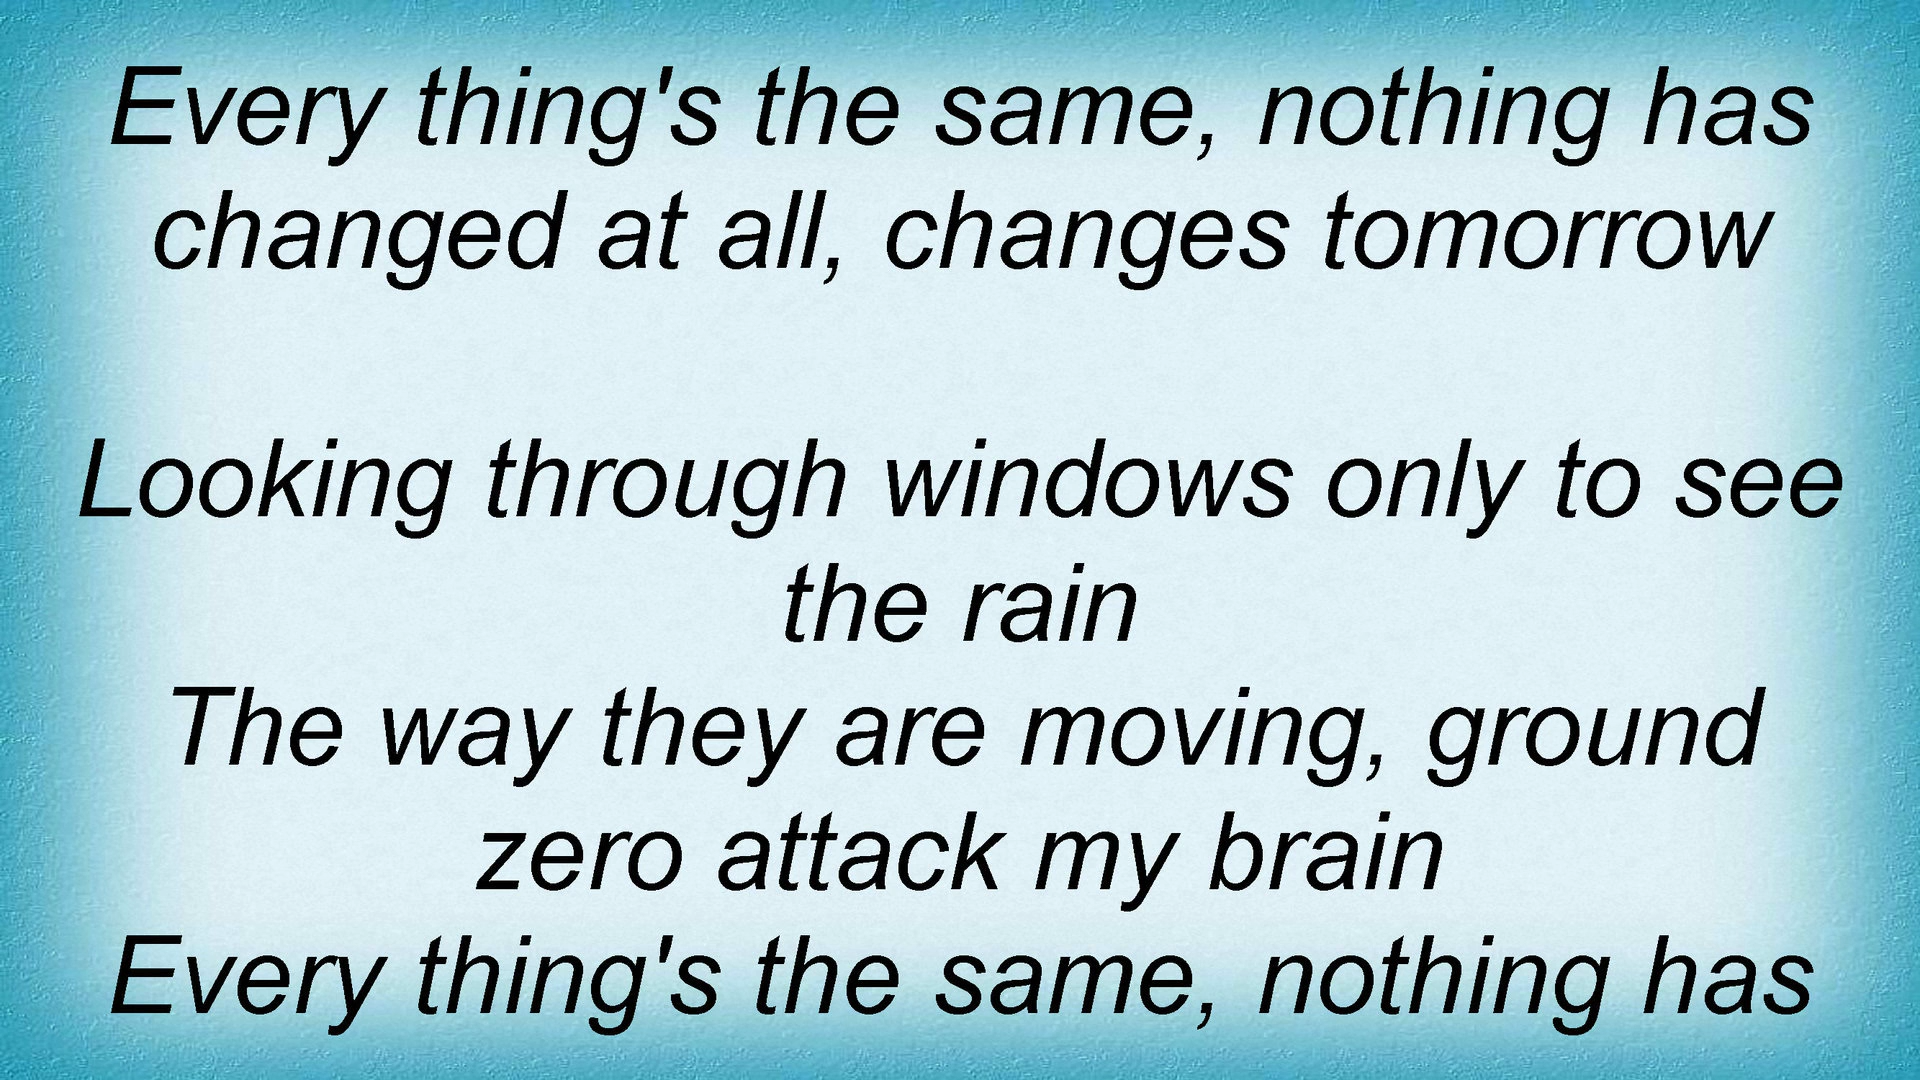 Every thing's the same, nothing has
changed at all, changes tomorrow
Looking through windows only to see
the rain
The way they are moving, ground
zero attack my brain
Every thing's the same, nothing has